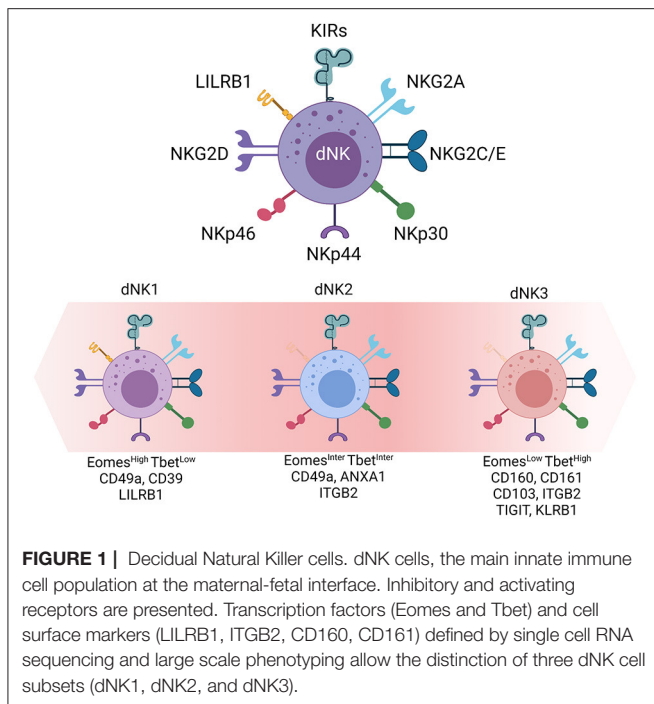 KIRs
LILRB1
NKG2A
NKG2D
dNK
NKG2C/E
NKp46
NKp30
NKp44
dNK1
dNK2
dNK3
EomesHigh TbetLow
CD49a, CD39
LILRB1
EomesInter TbetInter
CD49a, ANXA1
ITGB2
EomesLow TbetHigh
CD160, CD161
CD103, ITGB2
TIGIT, KLRB1
FIGURE 1 | Decidual Natural Killer cells. dNK cells, the main innate immune
cell population at the maternal-fetal interface. Inhibitory and activating
receptors are presented. Transcription factors (Eomes and Tbet) and cell
surface markers (LILRB1, ITGB2, CD160, CD161) defined by single cell RNA
sequencing and large scale phenotyping allow the distinction of three dNK cell
subsets (dNK1, dNK2, and dNK3).